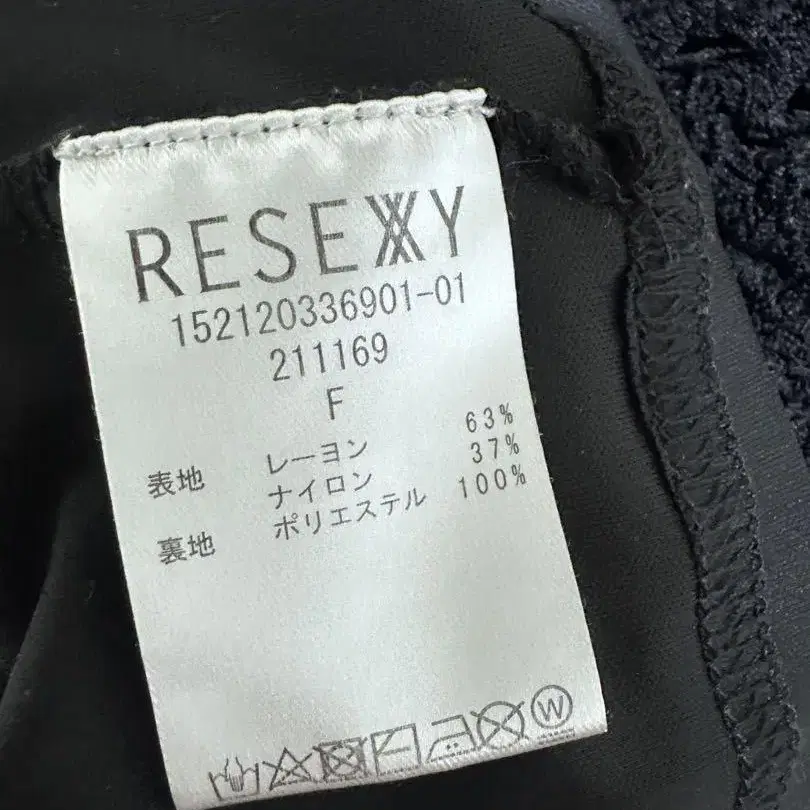 RESEXXY
152120336901-01
211169
F
表地 レーヨン 63%
ナイロン 37%
裏地 ポリエステル 100%
W